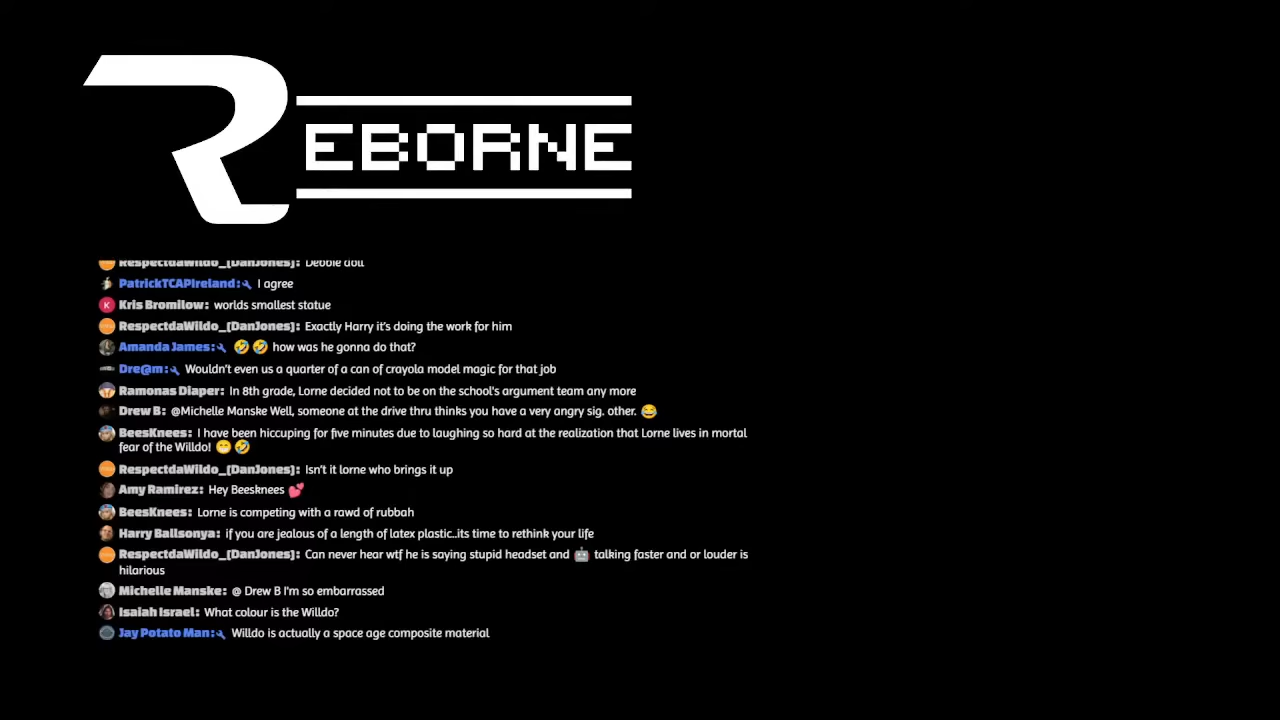 REBORNE
RespectdaWildo_[DanJones]: Debbie doll
PatrickTCAPIreland: I agree
Kris Bromilow: worlds smallest statue
RespectdaWildo_[DanJones]: Exactly Harry it's doing the work for him
Amanda James: 🤣 🤣 how was he gonna do that?
Dre@m: Wouldn't even us a quarter of a can of crayola model magic for that job
Ramonas Diaper: In 8th grade, Lorne decided not to be on the school's argument team any more
Drew B: @Michelle Manske Well, someone at the drive thru thinks you have a very angry sig. other. 😂
BeesKnees: I have been hiccuping for five minutes due to laughing so hard at the realization that Lorne lives in mortal
fear of the Willdo! 😁 🤣
RespectdaWildo_[DanJones]: Isn't it lorne who brings it up
Amy Ramirez: Hey Beesknees 💕
BeesKnees: Lorne is competing with a rawd of rubbah
Harry Ballsonya: if you are jealous of a length of latex plastic..its time to rethink your life
RespectdaWildo_[DanJones]: Can never hear wtf he is saying stupid headset and 🤖 talking faster and or louder is
hilarious
Michelle Manske: @ Drew B I'm so embarrassed
Isaiah Israel: What colour is the Willdo?
Jay Potato Man: Willdo is actually a space age composite material